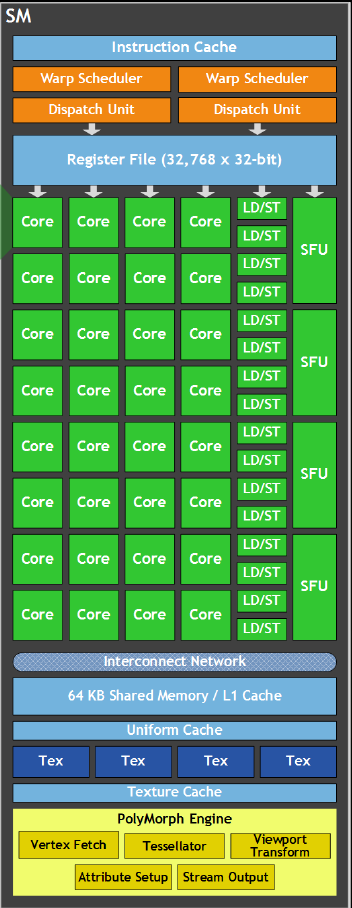 SM
Instruction Cache
Warp Scheduler Warp Scheduler
Dispatch Unit Dispatch Unit
Register File (32,768 x 32-bit)
Core Core Core Core LD/ST SFU
LD/ST
Core Core Core Core LD/ST
LD/ST
Core Core Core Core LD/ST SFU
LD/ST
Core Core Core Core LD/ST
LD/ST
Core Core Core Core LD/ST SFU
LD/ST
Core Core Core Core LD/ST
LD/ST
Core Core Core Core LD/ST SFU
LD/ST
Core Core Core Core LD/ST
LD/ST
Interconnect Network
64 KB Shared Memory / L1 Cache
Uniform Cache
Tex Tex Tex Tex
Texture Cache
PolyMorph Engine
Vertex Fetch Tessellator Viewport
Transform
Attribute Setup Stream Output